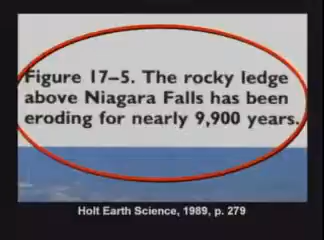 Figure 17–5. The rocky ledge
above Niagara Falls has been
eroding for nearly 9,900 years.
Holt Earth Science, 1989, p. 279